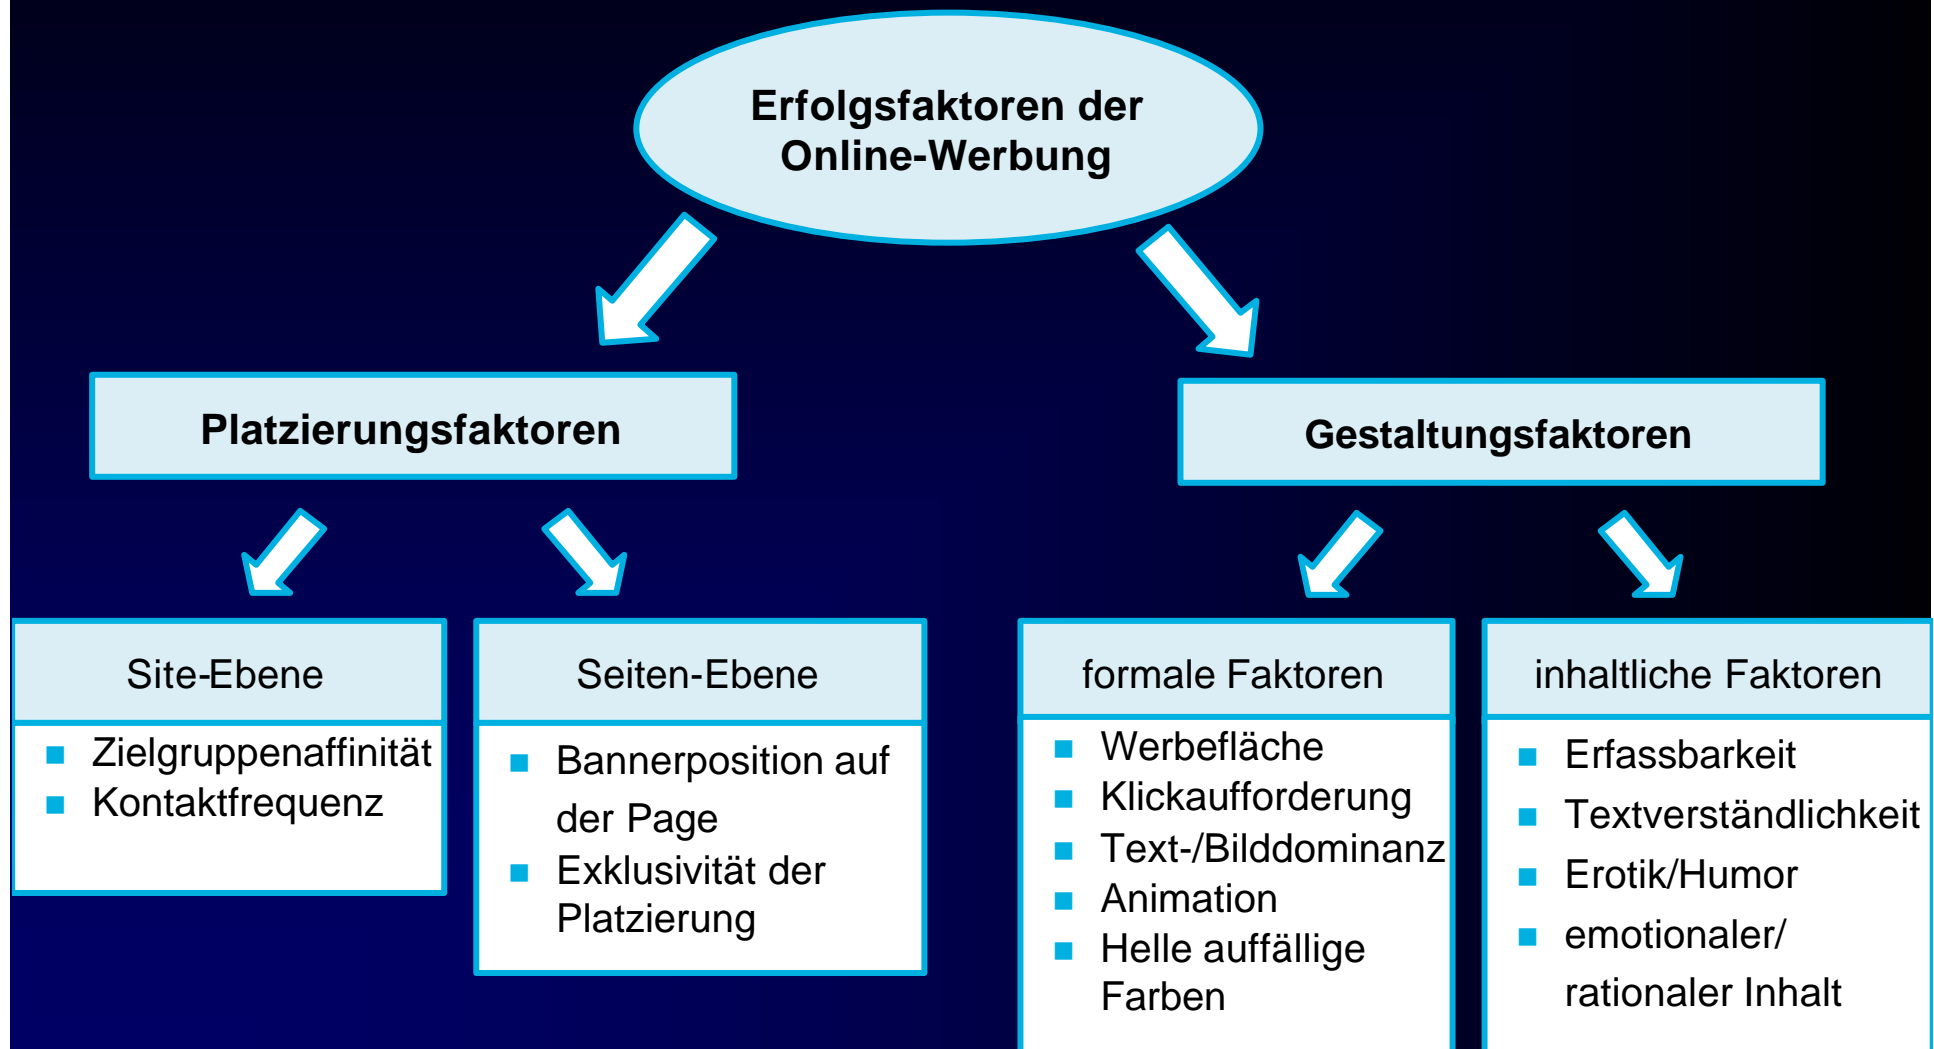 Erfolgsfaktoren der
Online-Werbung
Platzierungsfaktoren
Gestaltungsfaktoren
Site-Ebene
Zielgruppenaffinität
Kontaktfrequenz
Seiten-Ebene
Bannerposition auf
der Page
Exklusivität der
Platzierung
formale Faktoren
Werbefläche
Klickaufforderung
Text-/Bilddominanz
Animation
Helle auffällige
Farben
inhaltliche Faktoren
Erfassbarkeit
Textverständlichkeit
Erotik/Humor
emotionaler/
rationaler Inhalt